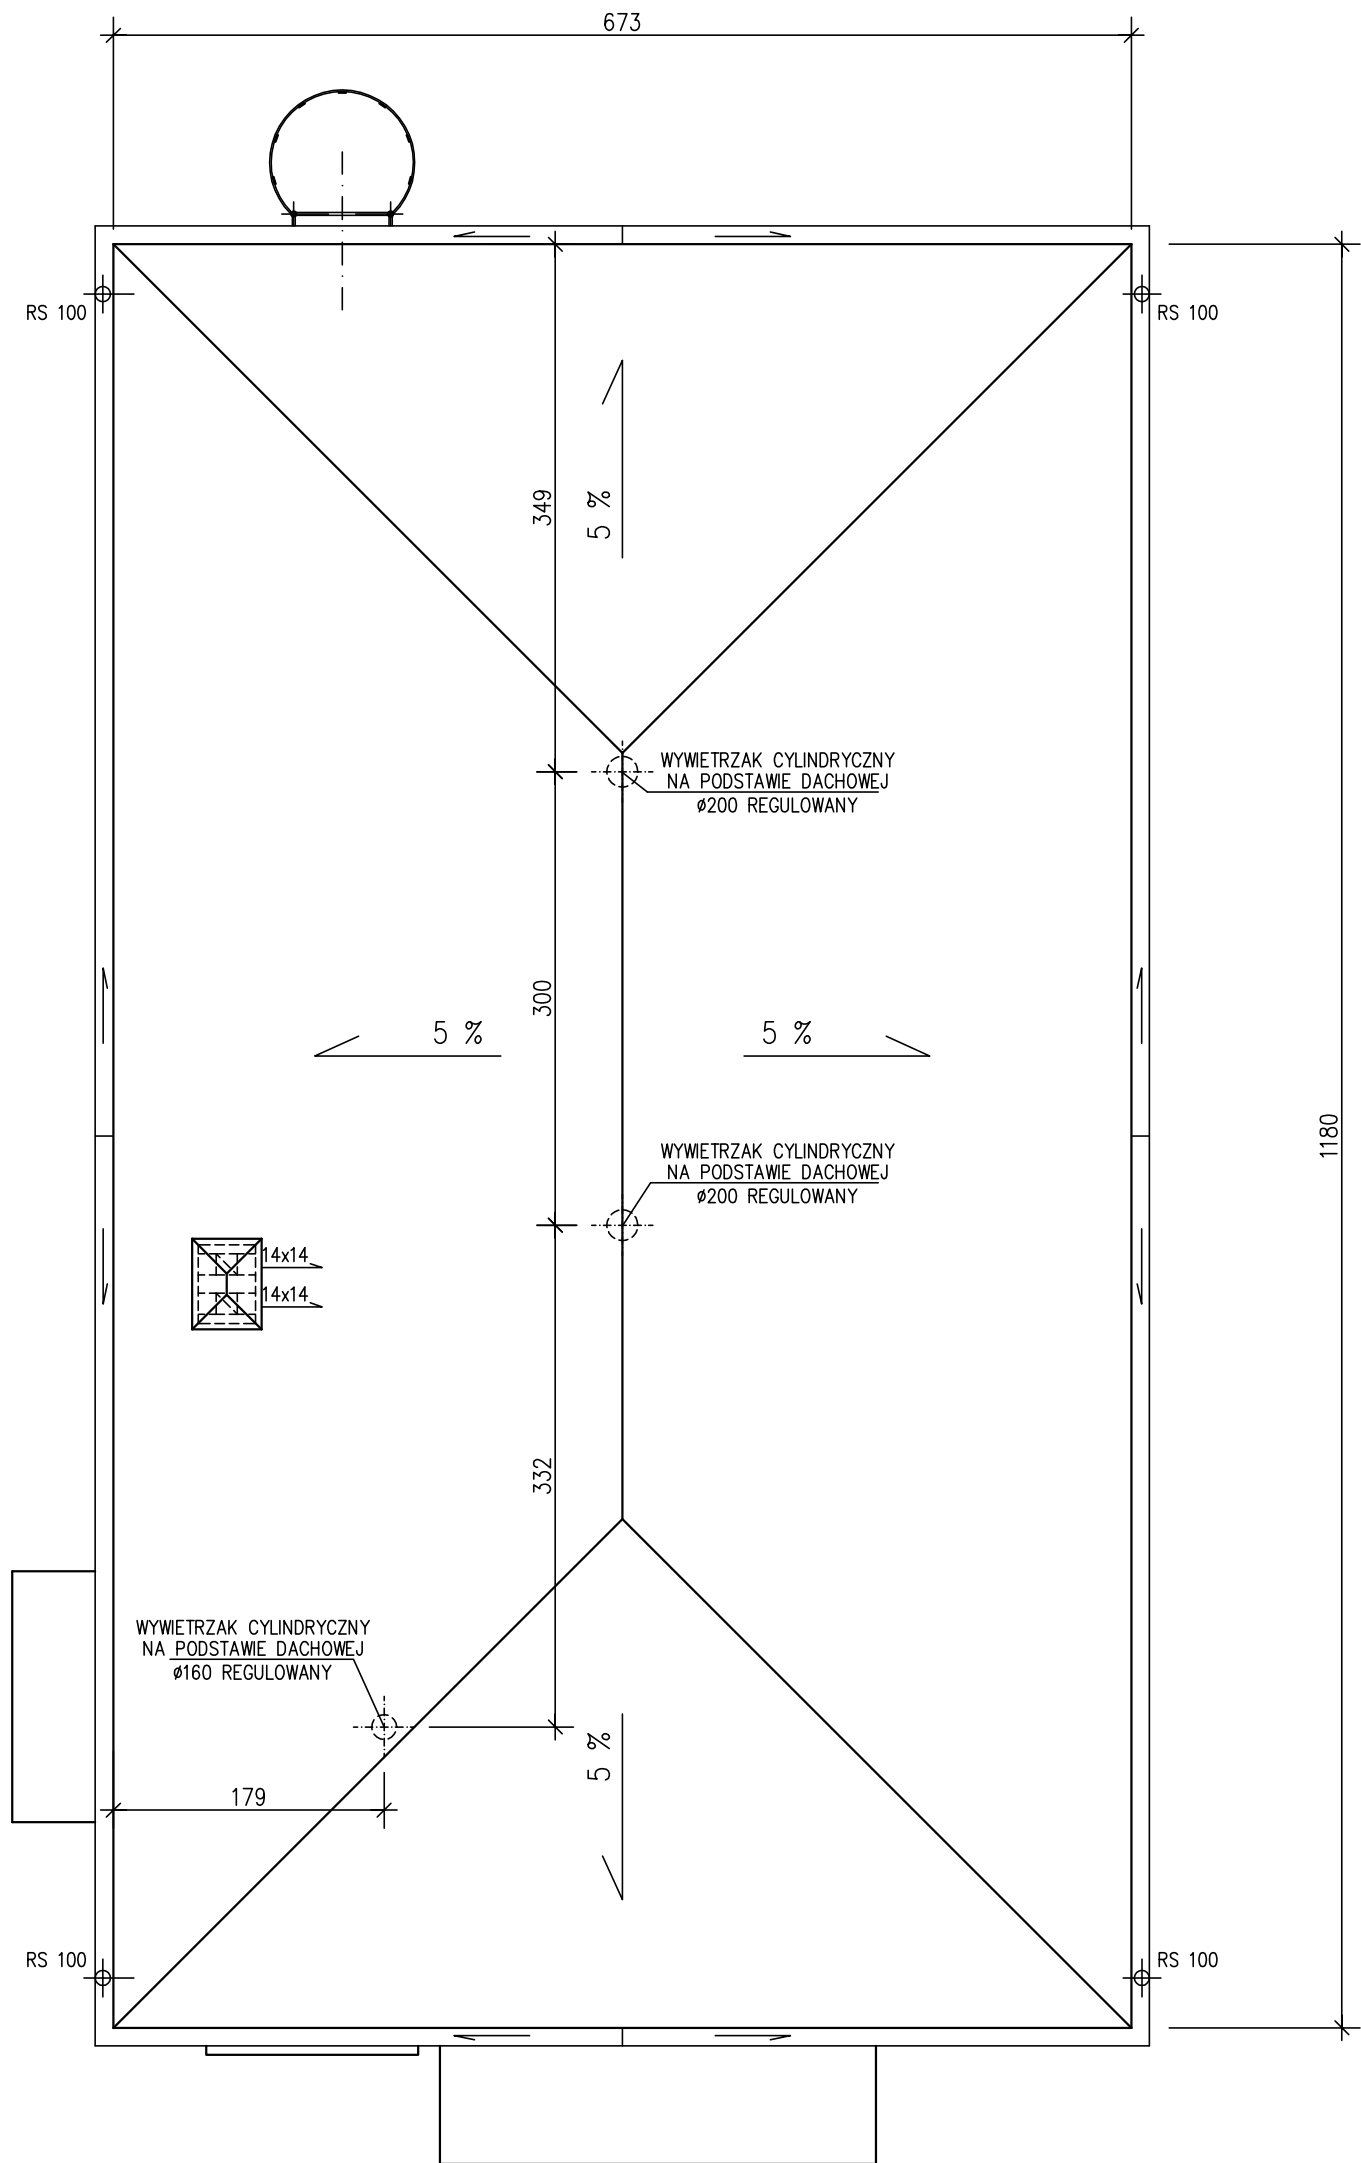 673
RS 100
RS 100
349
5 %
WYWIETRZAK CYLINDRYCZNY
NA PODSTAWIE DACHOWEJ
ø200 REGULOWANY
300
5 %
5 %
1180
WYWIETRZAK CYLINDRYCZNY
NA PODSTAWIE DACHOWEJ
ø200 REGULOWANY
14x14
14x14
332
WYWIETRZAK CYLINDRYCZNY
NA PODSTAWIE DACHOWEJ
ø160 REGULOWANY
5 %
179
RS 100
RS 100